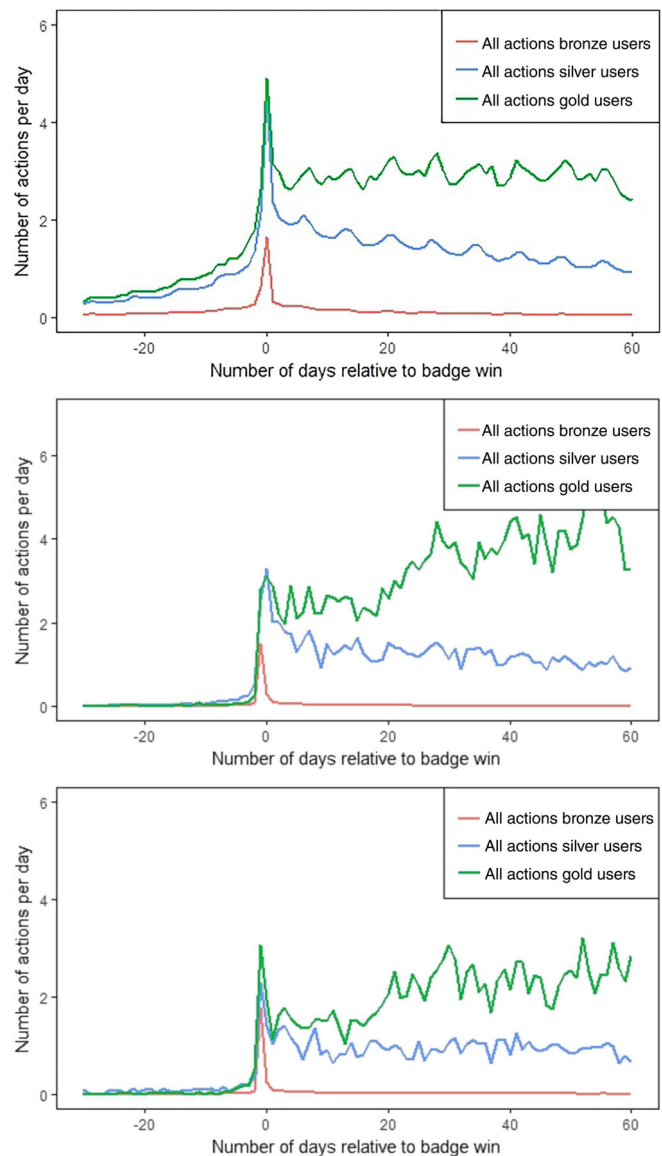 6
4
2
0
Number of actions per day
All actions bronze users
All actions silver users
All actions gold users
-20 0 20 40 60
Number of days relative to badge win
6
4
2
0
Number of actions per day
All actions bronze users
All actions silver users
All actions gold users
-20 0 20 40 60
Number of days relative to badge win
6
4
2
0
Number of actions per day
All actions bronze users
All actions silver users
All actions gold users
-20 0 20 40 60
Number of days relative to badge win